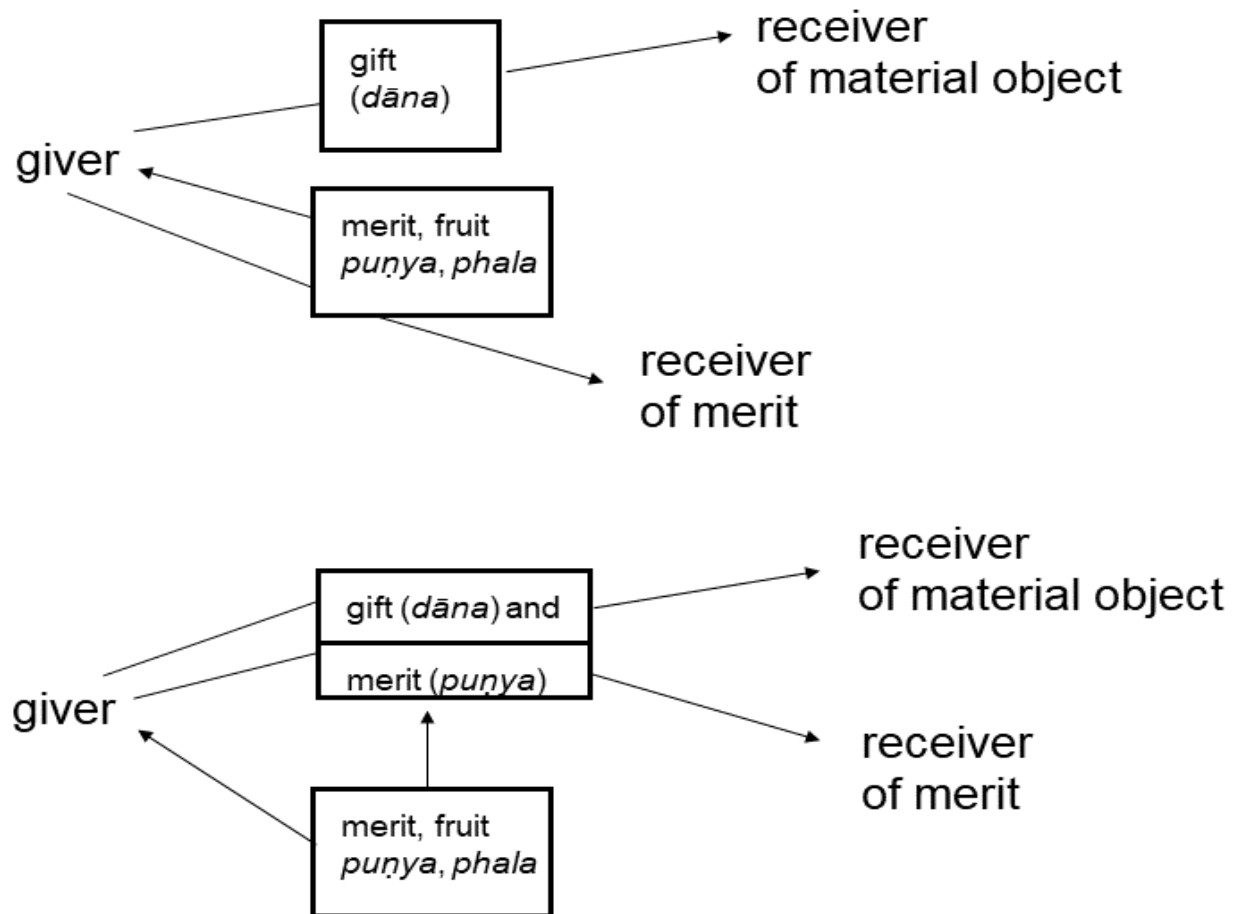 receiver
of material object
gift
(dāna)
giver
merit, fruit
puṇya, phala
receiver
of merit
receiver
of material object
gift (dāna) and
merit (puṇya)
giver
receiver
of merit
merit, fruit
puṇya, phala